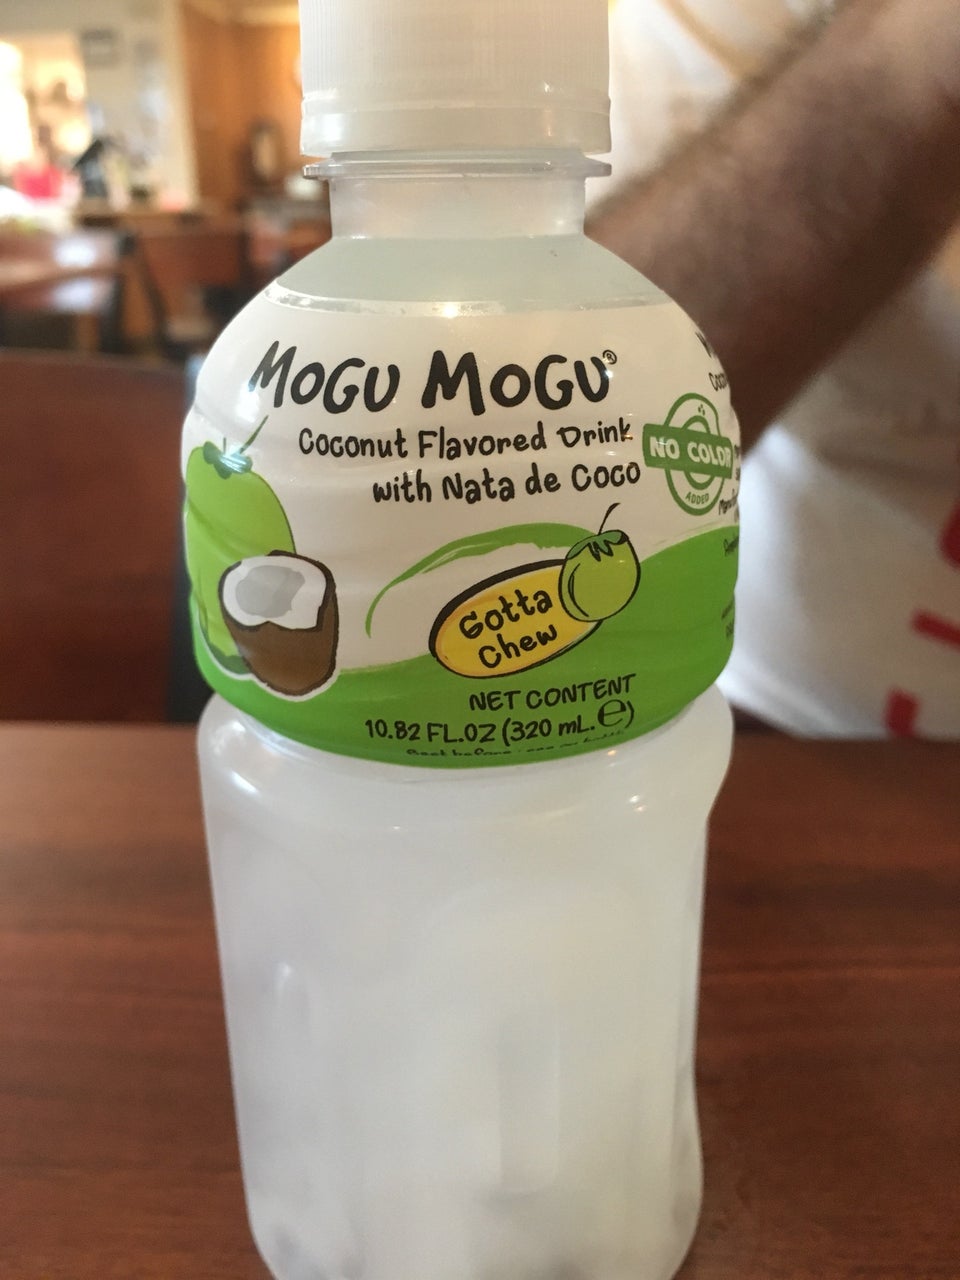 MOGU MOGU®
Coconut Flavored Drink
with Nata de Coco
NO COLOR
ADDED
Gotta
Chew
NET CONTENT
10.82 FL.OZ (320 mL.℮)